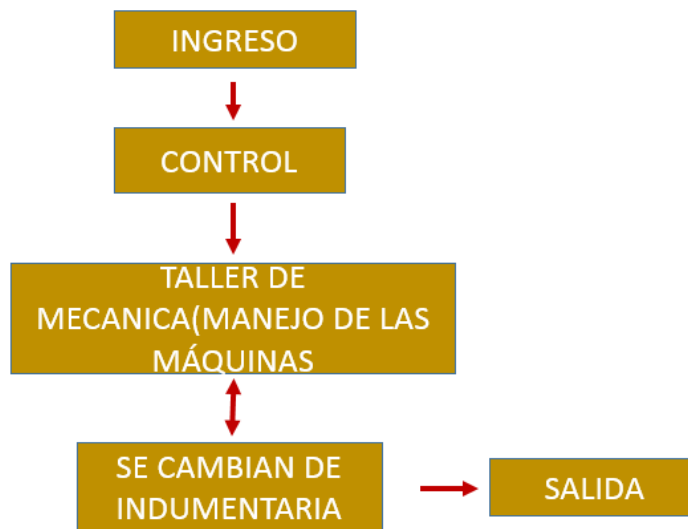 INGRESO
CONTROL
TALLER DE
MECANICA(MANEJO DE LAS
MÁQUINAS
SE CAMBIAN DE
INDUMENTARIA
SALIDA